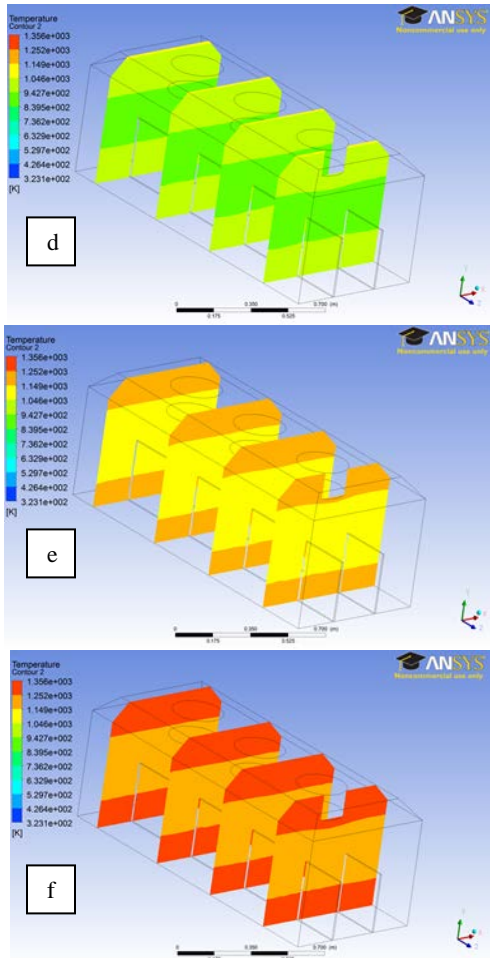 Temperature
Contour 2
1.356e+003
1.252e+003
1.149e+003
1.046e+003
9.427e+002
8.395e+002
7.362e+002
6.329e+002
5.297e+002
4.264e+002
3.231e+002
[K]
ANSYS
Noncommercial use only
d
0
0.350
0.700 (m)
0.175
0.525
Y
X
Z
Temperature
Contour 2
1.356e+003
1.252e+003
1.149e+003
1.046e+003
9.427e+002
8.395e+002
7.362e+002
6.329e+002
5.297e+002
4.264e+002
3.231e+002
[K]
ANSYS
Noncommercial use only
e
0
0.350
0.700 (m)
0.175
0.525
Y
X
Z
Temperature
Contour 2
1.356e+003
1.252e+003
1.149e+003
1.046e+003
9.427e+002
8.395e+002
7.362e+002
6.329e+002
5.297e+002
4.264e+002
3.231e+002
[K]
ANSYS
Noncommercial use only
f
0
0.350
0.700 (m)
0.175
0.525
Y
X
Z